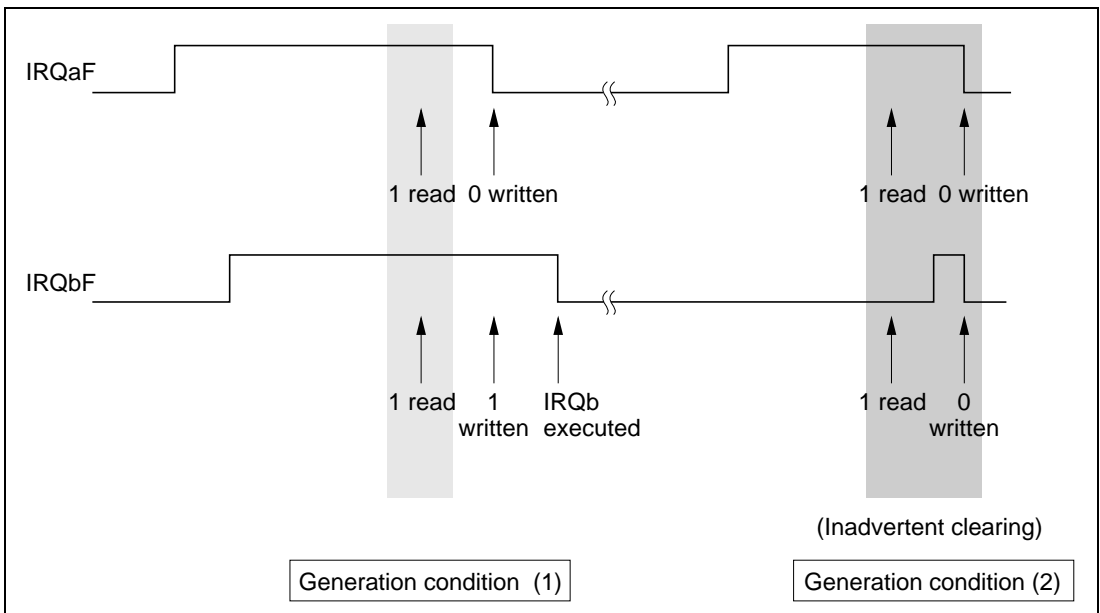 IRQaF
1 read 0 written
1 read 0 written
IRQbF
1 read 1 written
IRQb executed
1 read 0 written
(Inadvertent clearing)
Generation condition (1)
Generation condition (2)